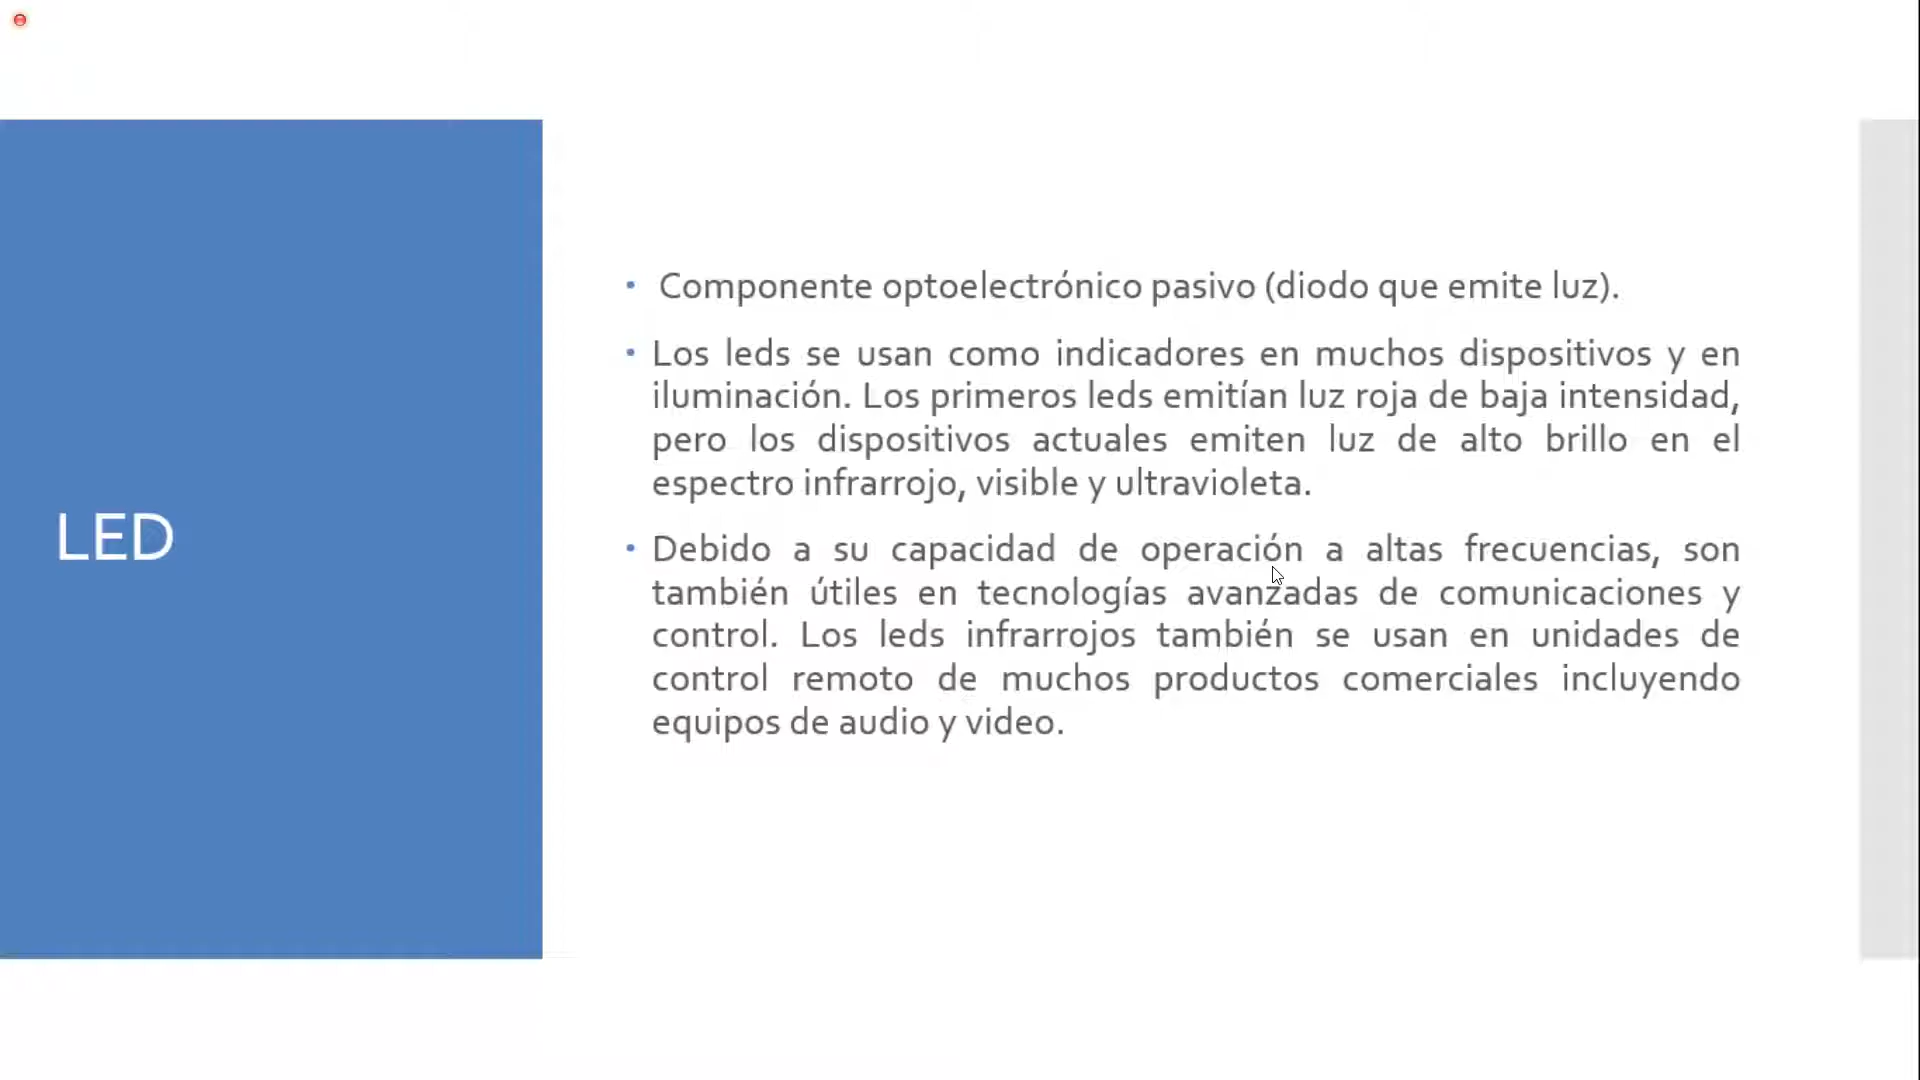 LED
• Componente optoelectrónico pasivo (diodo que emite luz).
• Los leds se usan como indicadores en muchos dispositivos y en
iluminación. Los primeros leds emitían luz roja de baja intensidad,
pero los dispositivos actuales emiten luz de alto brillo en el
espectro infrarrojo, visible y ultravioleta.
• Debido a su capacidad de operación a altas frecuencias, son
también útiles en tecnologías avanzadas de comunicaciones y
control. Los leds infrarrojos también se usan en unidades de
control remoto de muchos productos comerciales incluyendo
equipos de audio y video.